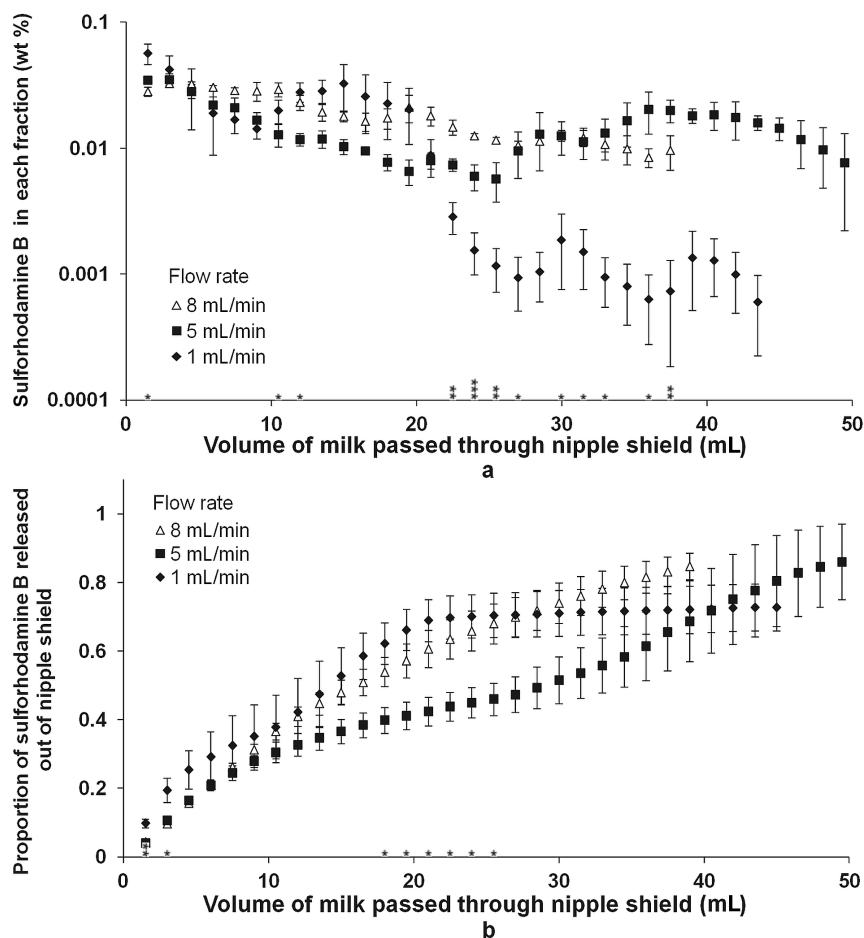 Sulforhodamine B in each fraction (wt %)
0.1
0.01
0.001
0.0001
Flow rate
8 mL/min
5 mL/min
1 mL/min
* * * ** *** ** * * * * * **
0 10 20 30 40 50
Volume of milk passed through nipple shield (mL)
a
Proportion of sulforhodamine B released
out of nipple shield
1
0.8
0.6
0.4
0.2
0
Flow rate
8 mL/min
5 mL/min
1 mL/min
** * * * * * * *
0 10 20 30 40 50
Volume of milk passed through nipple shield (mL)
b